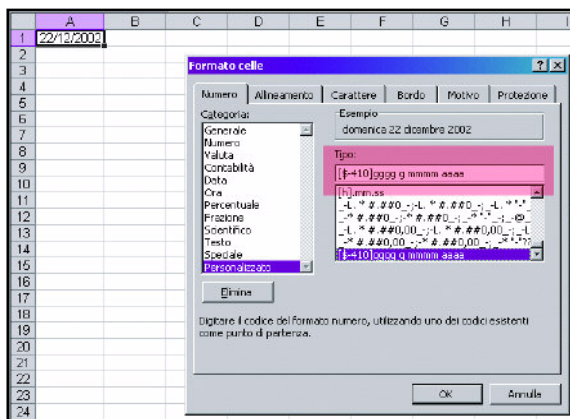 A B C D E F G H I
1 22/12/2002
2
3
4
5
6
7
8
9
10
11
12
13
14
15
16
17
18
19
20
21
22
23
24
Formato celle
Numero Allineamento Carattere Bordo Motivo Protezione
Categoria:
Generale
Numero
Valuta
Contabilità
Data
Ora
Percentuale
Frazione
Scientifico
Testo
Speciale
Personalizzato
Esempio
domenica 22 dicembre 2002
Tipo:
[$-410]gggg g mmmm aaaa
[h].mm.ss
[$-410]gggg g mmmm aaaa
Elimina
Digitare il codice del formato numero, utilizzando uno dei codici esistenti
come punto di partenza.
OK Annulla